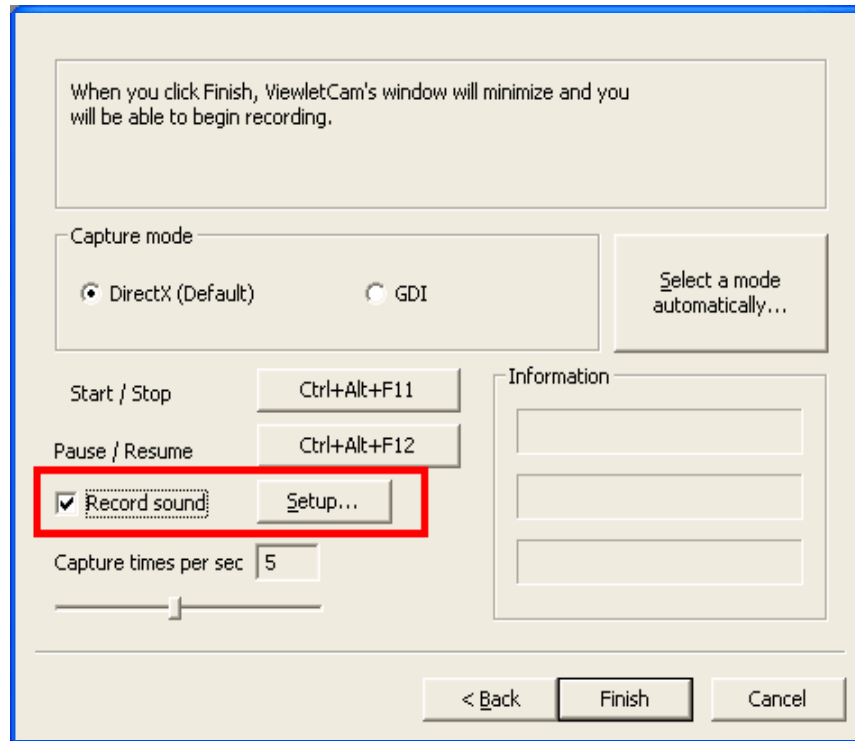 When you click Finish, ViewletCam's window will minimize and you
will be able to begin recording.
Capture mode
DirectX (Default)
GDI
Select a mode
automatically...
Start / Stop
Ctrl+Alt+F11
Information
Pause / Resume
Ctrl+Alt+F12
Record sound
Setup...
Capture times per sec
5
< Back
Finish
Cancel